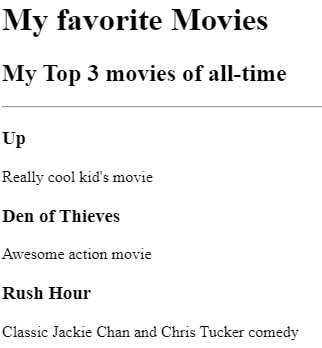 My favorite Movies
My Top 3 movies of all-time
Up
Really cool kid's movie
Den of Thieves
Awesome action movie
Rush Hour
Classic Jackie Chan and Chris Tucker comedy